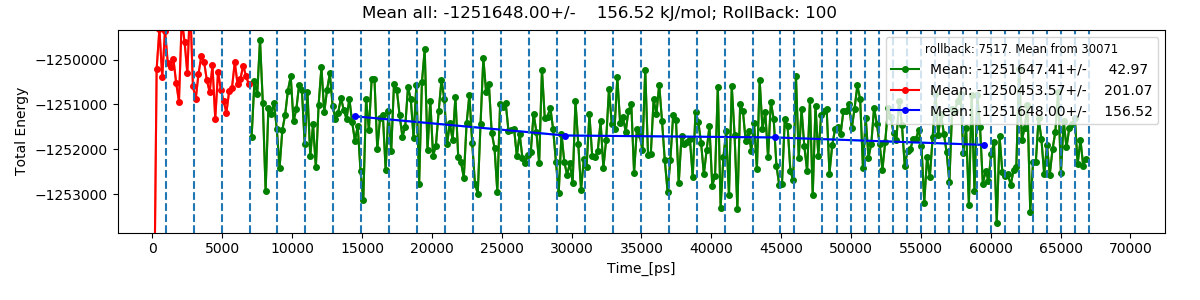 Mean all: -1251648.00+/- 156.52 kJ/mol; RollBack: 100
Total Energy
−1250000
−1251000
−1252000
−1253000
rollback: 7517. Mean from 30071
Mean: -1251647.41+/- 42.97
Mean: -1250453.57+/- 201.07
Mean: -1251648.00+/- 156.52
0 5000 10000 15000 20000 25000 30000 35000 40000 45000 50000 55000 60000 65000 70000
Time_[ps]